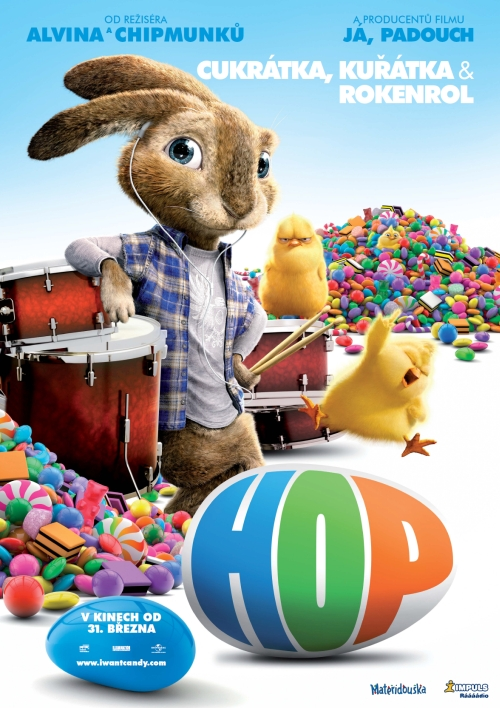 OD REŽISÉRA
ALVINA A CHIPMUNKŮ
A PRODUCENTŮ FILMU
JÁ, PADOUCH
CUKRÁTKA, KUŘÁTKA &
ROKENROL
HOP
V KINECH OD
31. BŘEZNA
www.iwantcandy.com
Mateřídouška
IMPULS
Ráááádio